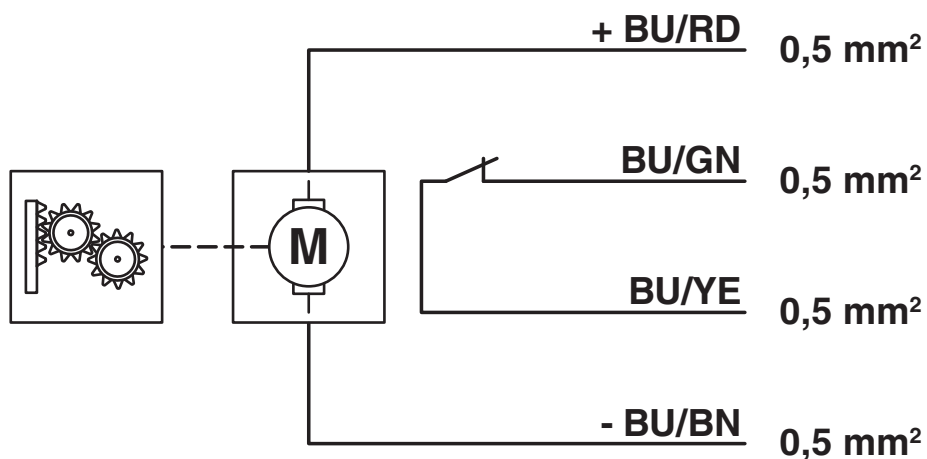 + BU/RD 0,5 mm²
BU/GN 0,5 mm²
M
BU/YE 0,5 mm²
- BU/BN 0,5 mm²